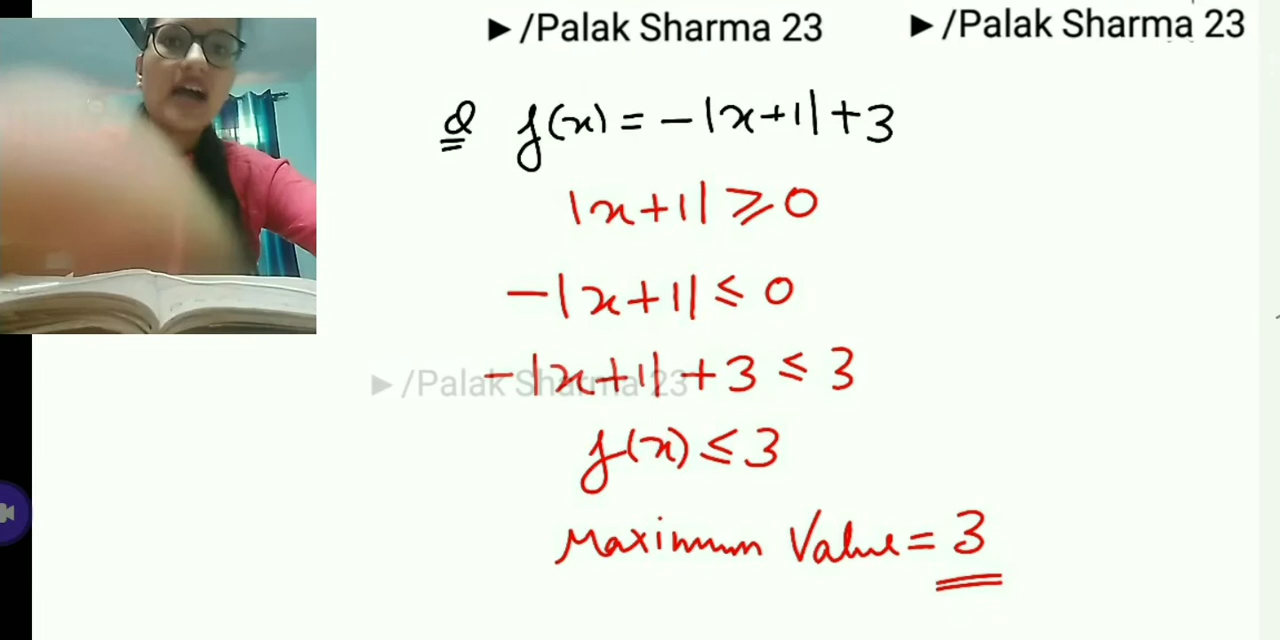 ►/Palak Sharma 23 ►/Palak Sharma 23
Q f(x) = -|x+1|+3
|x+1| ⩾ 0
-|x+1| ⩽ 0
-|x+1|+3 ⩽ 3
►/Palak Sharma 23
f(x) ⩽ 3
Maximum Value = 3